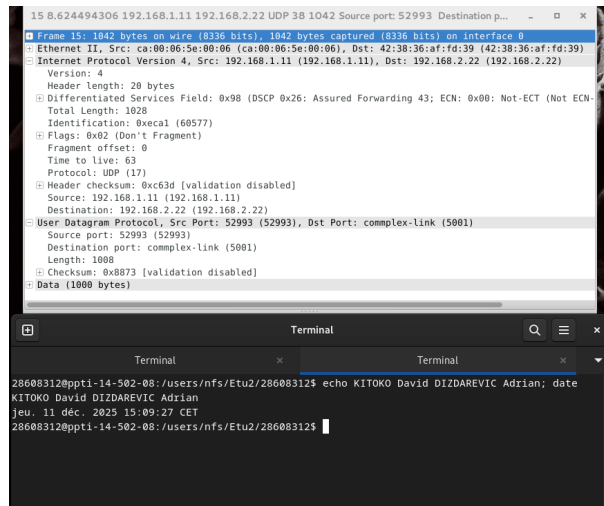 15 8.624494306 192.168.1.11 192.168.2.22 UDP 38 1042 Source port: 52993 Destination p...
Frame 15: 1042 bytes on wire (8336 bits), 1042 bytes captured (8336 bits) on interface 0
Ethernet II, Src: ca:00:06:5e:00:06 (ca:00:06:5e:00:06), Dst: 42:38:36:af:fd:39 (42:38:36:af:fd:39)
Internet Protocol Version 4, Src: 192.168.1.11 (192.168.1.11), Dst: 192.168.2.22 (192.168.2.22)
Version: 4
Header length: 20 bytes
Differentiated Services Field: 0x98 (DSCP 0x26: Assured Forwarding 43; ECN: 0x00: Not-ECT (Not ECN-
Total Length: 1028
Identification: 0xeca1 (60577)
Flags: 0x02 (Don't Fragment)
Fragment offset: 0
Time to live: 63
Protocol: UDP (17)
Header checksum: 0xc63d [validation disabled]
Source: 192.168.1.11 (192.168.1.11)
Destination: 192.168.2.22 (192.168.2.22)
User Datagram Protocol, Src Port: 52993 (52993), Dst Port: commplex-link (5001)
Source port: 52993 (52993)
Destination port: commplex-link (5001)
Length: 1008
Checksum: 0x8873 [validation disabled]
Data (1000 bytes)
Terminal
Terminal
Terminal
28608312@ppti-14-502-08:/users/nfs/Etu2/28608312$ echo KITOKO David DIZDAREVIC Adrian; date
KITOKO David DIZDAREVIC Adrian
jeu. 11 déc. 2025 15:09:27 CET
28608312@ppti-14-502-08:/users/nfs/Etu2/28608312$